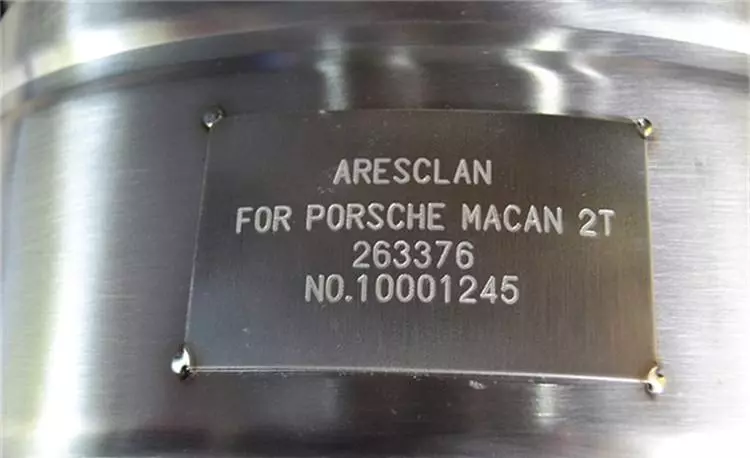 ARESCLAN
FOR PORSCHE MACAN 2T
263376
NO.10001245